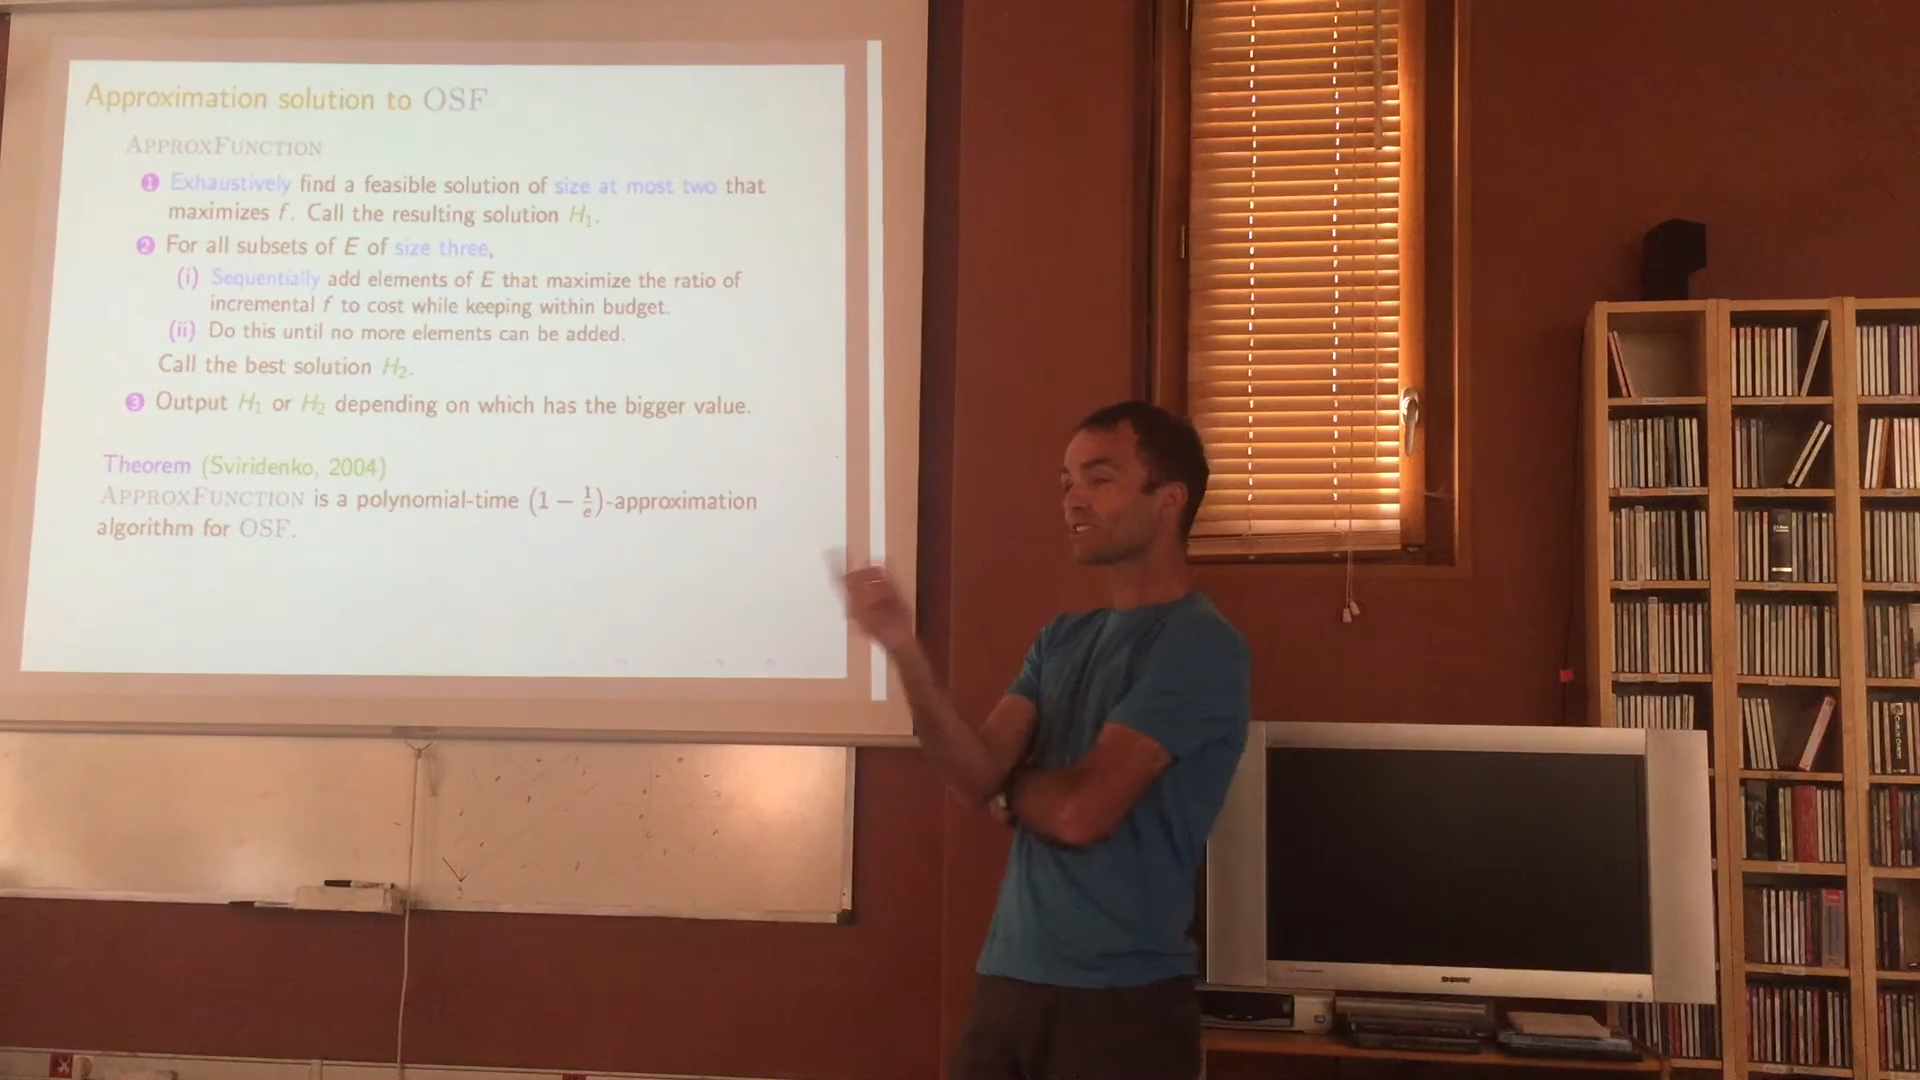 Approximation solution to OSF
APPROXFUNCTION
1 Exhaustively find a feasible solution of size at most two that
maximizes f. Call the resulting solution H₁.
2 For all subsets of E of size three,
(i) Sequentially add elements of E that maximize the ratio of
incremental f to cost while keeping within budget.
(ii) Do this until no more elements can be added.
Call the best solution H₂.
3 Output H₁ or H₂ depending on which has the bigger value.
Theorem (Sviridenko, 2004)
APPROXFUNCTION is a polynomial-time (1 − 1/e)-approximation
algorithm for OSF.